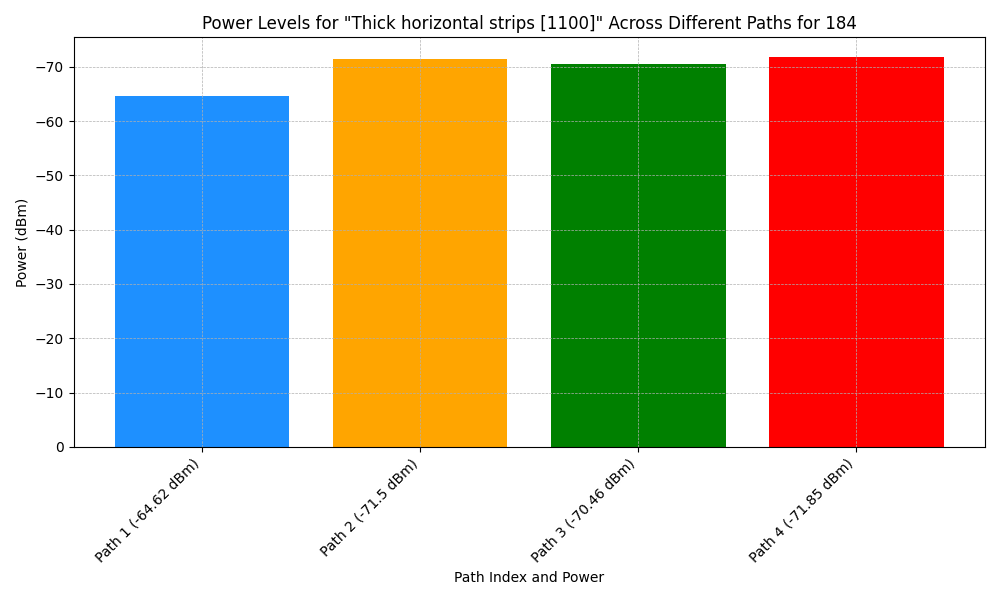 Power Levels for "Thick horizontal strips [1100]" Across Different Paths for 184
Power (dBm)
−70
−60
−50
−40
−30
−20
−10
0
Path 1 (-64.62 dBm)
Path 2 (-71.5 dBm)
Path 3 (-70.46 dBm)
Path 4 (-71.85 dBm)
Path Index and Power